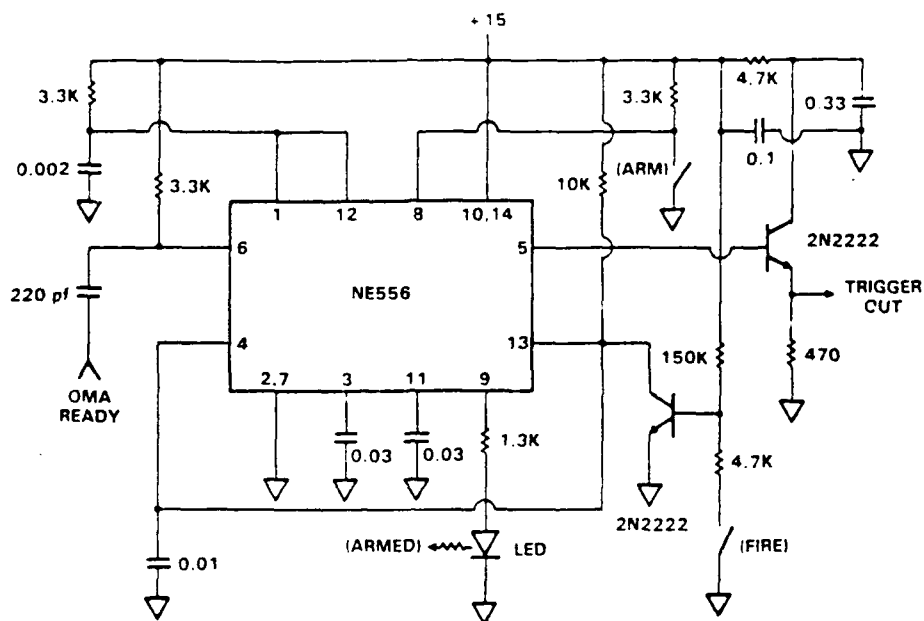 + 15
3.3K
3.3K
4.7K
0.33
0.002
3.3K
10K
(ARM)
0.1
1
12
8
10,14
2N2222
6
5
220 pf
NE556
TRIGGER
CUT
4
13
150K
470
OMA
READY
2.7
3
11
9
0.03
0.03
1.3K
4.7K
2N2222
(ARMED)
LED
(FIRE)
0.01